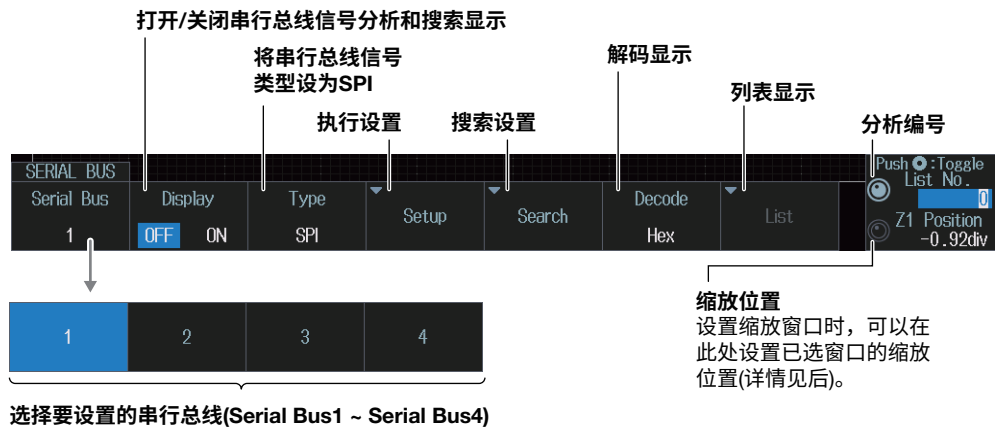 打开/关闭串行总线信号分析和搜索显示
将串行总线信号
类型设为SPI
解码显示
列表显示
执行设置
搜索设置
分析编号
SERIAL BUS
Serial Bus
1
Display
OFF ON
Type
SPI
Setup
Search
Decode
Hex
List
Push :Toggle
List No.
0
Z1 Position
-0.92div
1
2
3
4
缩放位置
设置缩放窗口时，可以在
此处设置已选窗口的缩放
位置(详情见后)。
选择要设置的串行总线(Serial Bus1 ~ Serial Bus4)